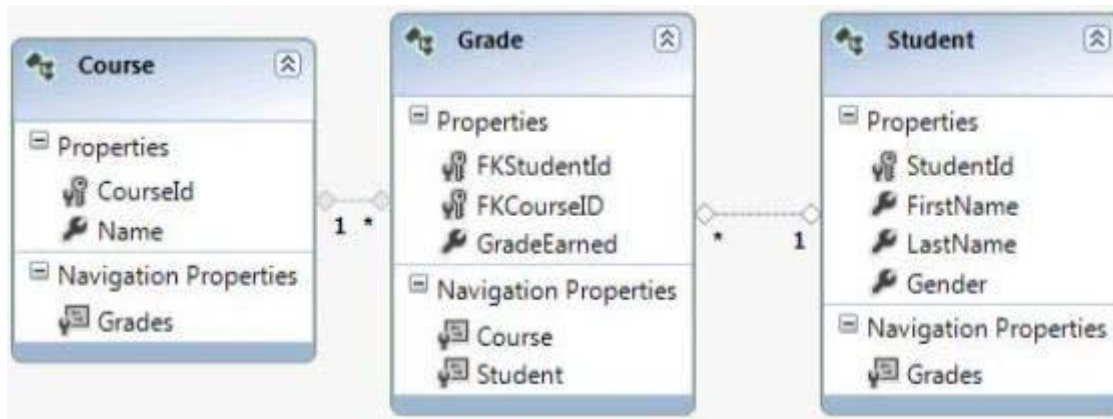 Course
Properties
CourseId
Name
Navigation Properties
Grades
1 *
Grade
Properties
FKStudentId
FKCourseID
GradeEarned
Navigation Properties
Course
Student
* 1
Student
Properties
StudentId
FirstName
LastName
Gender
Navigation Properties
Grades